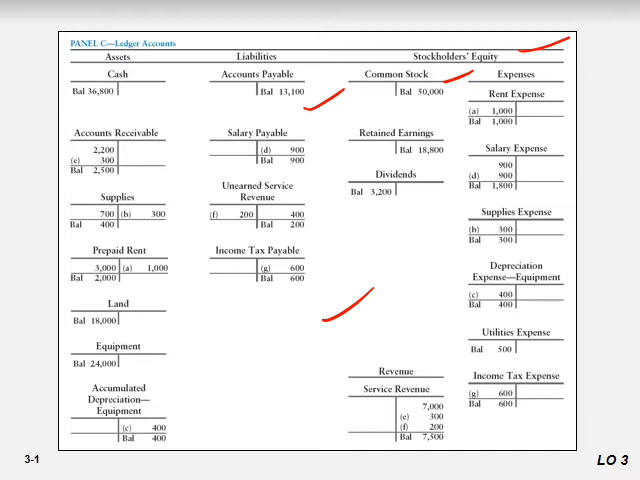 PANEL C—Ledger Accounts
Assets Liabilities Stockholders' Equity
Cash
Bal 36,800
Accounts Receivable
2,200
(e) 300
Bal 2,500
Supplies
700 (b) 300
Bal 400
Prepaid Rent
3,000 (a) 1,000
Bal 2,000
Land
Bal 18,000
Equipment
Bal 24,000
Accumulated
Depreciation—
Equipment
(c) 400
Bal 400
Accounts Payable
Bal 13,100
Salary Payable
(d) 900
Bal 900
Unearned Service
Revenue
(f) 200 400
Bal 200
Income Tax Payable
(g) 600
Bal 600
Common Stock
Bal 50,000
Retained Earnings
Bal 18,800
Dividends
Bal 3,200
Revenue
Service Revenue
7,000
(e) 300
(f) 200
Bal 7,500
Expenses
Rent Expense
(a) 1,000
Bal 1,000
Salary Expense
900
(d) 900
Bal 1,800
Supplies Expense
(b) 300
Bal 300
Depreciation
Expense—Equipment
(c) 400
Bal 400
Utilities Expense
Bal 500
Income Tax Expense
(g) 600
Bal 600
3-1
LO 3